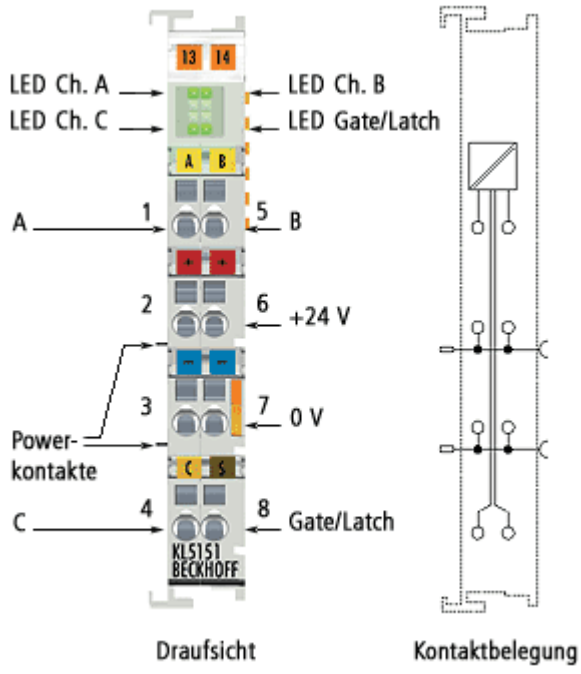 13 14
LED Ch. A
LED Ch. B
LED Ch. C
LED Gate/Latch
A B
A
1
5
B
+ +
2
6
+24 V
3
7
0 V
Power-
kontakte
C S
C
4
8
Gate/Latch
KL5151
BECKHOFF
Draufsicht
Kontaktbelegung